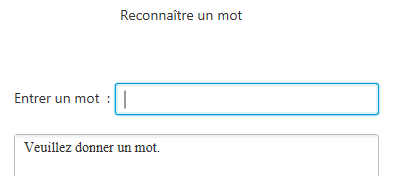 Reconnaître un mot
Entrer un mot :
Veuillez donner un mot.